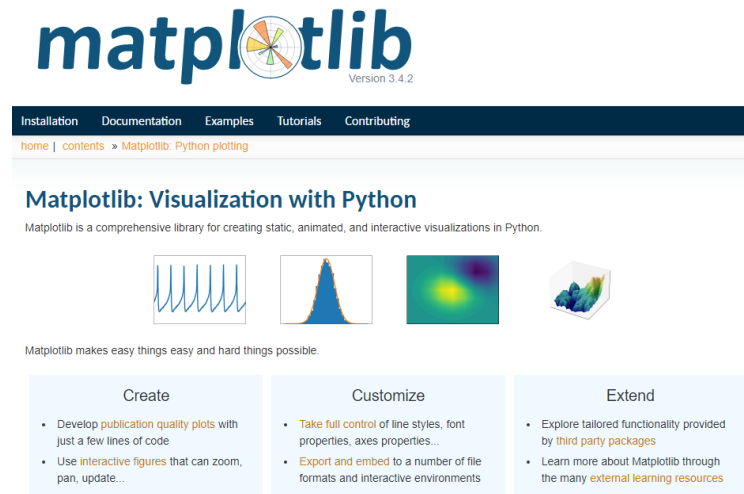 matplotlib
Version 3.4.2
Installation Documentation Examples Tutorials Contributing
home | contents » Matplotlib: Python plotting
Matplotlib: Visualization with Python
Matplotlib is a comprehensive library for creating static, animated, and interactive visualizations in Python.
Matplotlib makes easy things easy and hard things possible.
Create
• Develop publication quality plots with
just a few lines of code
• Use interactive figures that can zoom,
pan, update...
Customize
• Take full control of line styles, font
properties, axes properties...
• Export and embed to a number of file
formats and interactive environments
Extend
• Explore tailored functionality provided
by third party packages
• Learn more about Matplotlib through
the many external learning resources